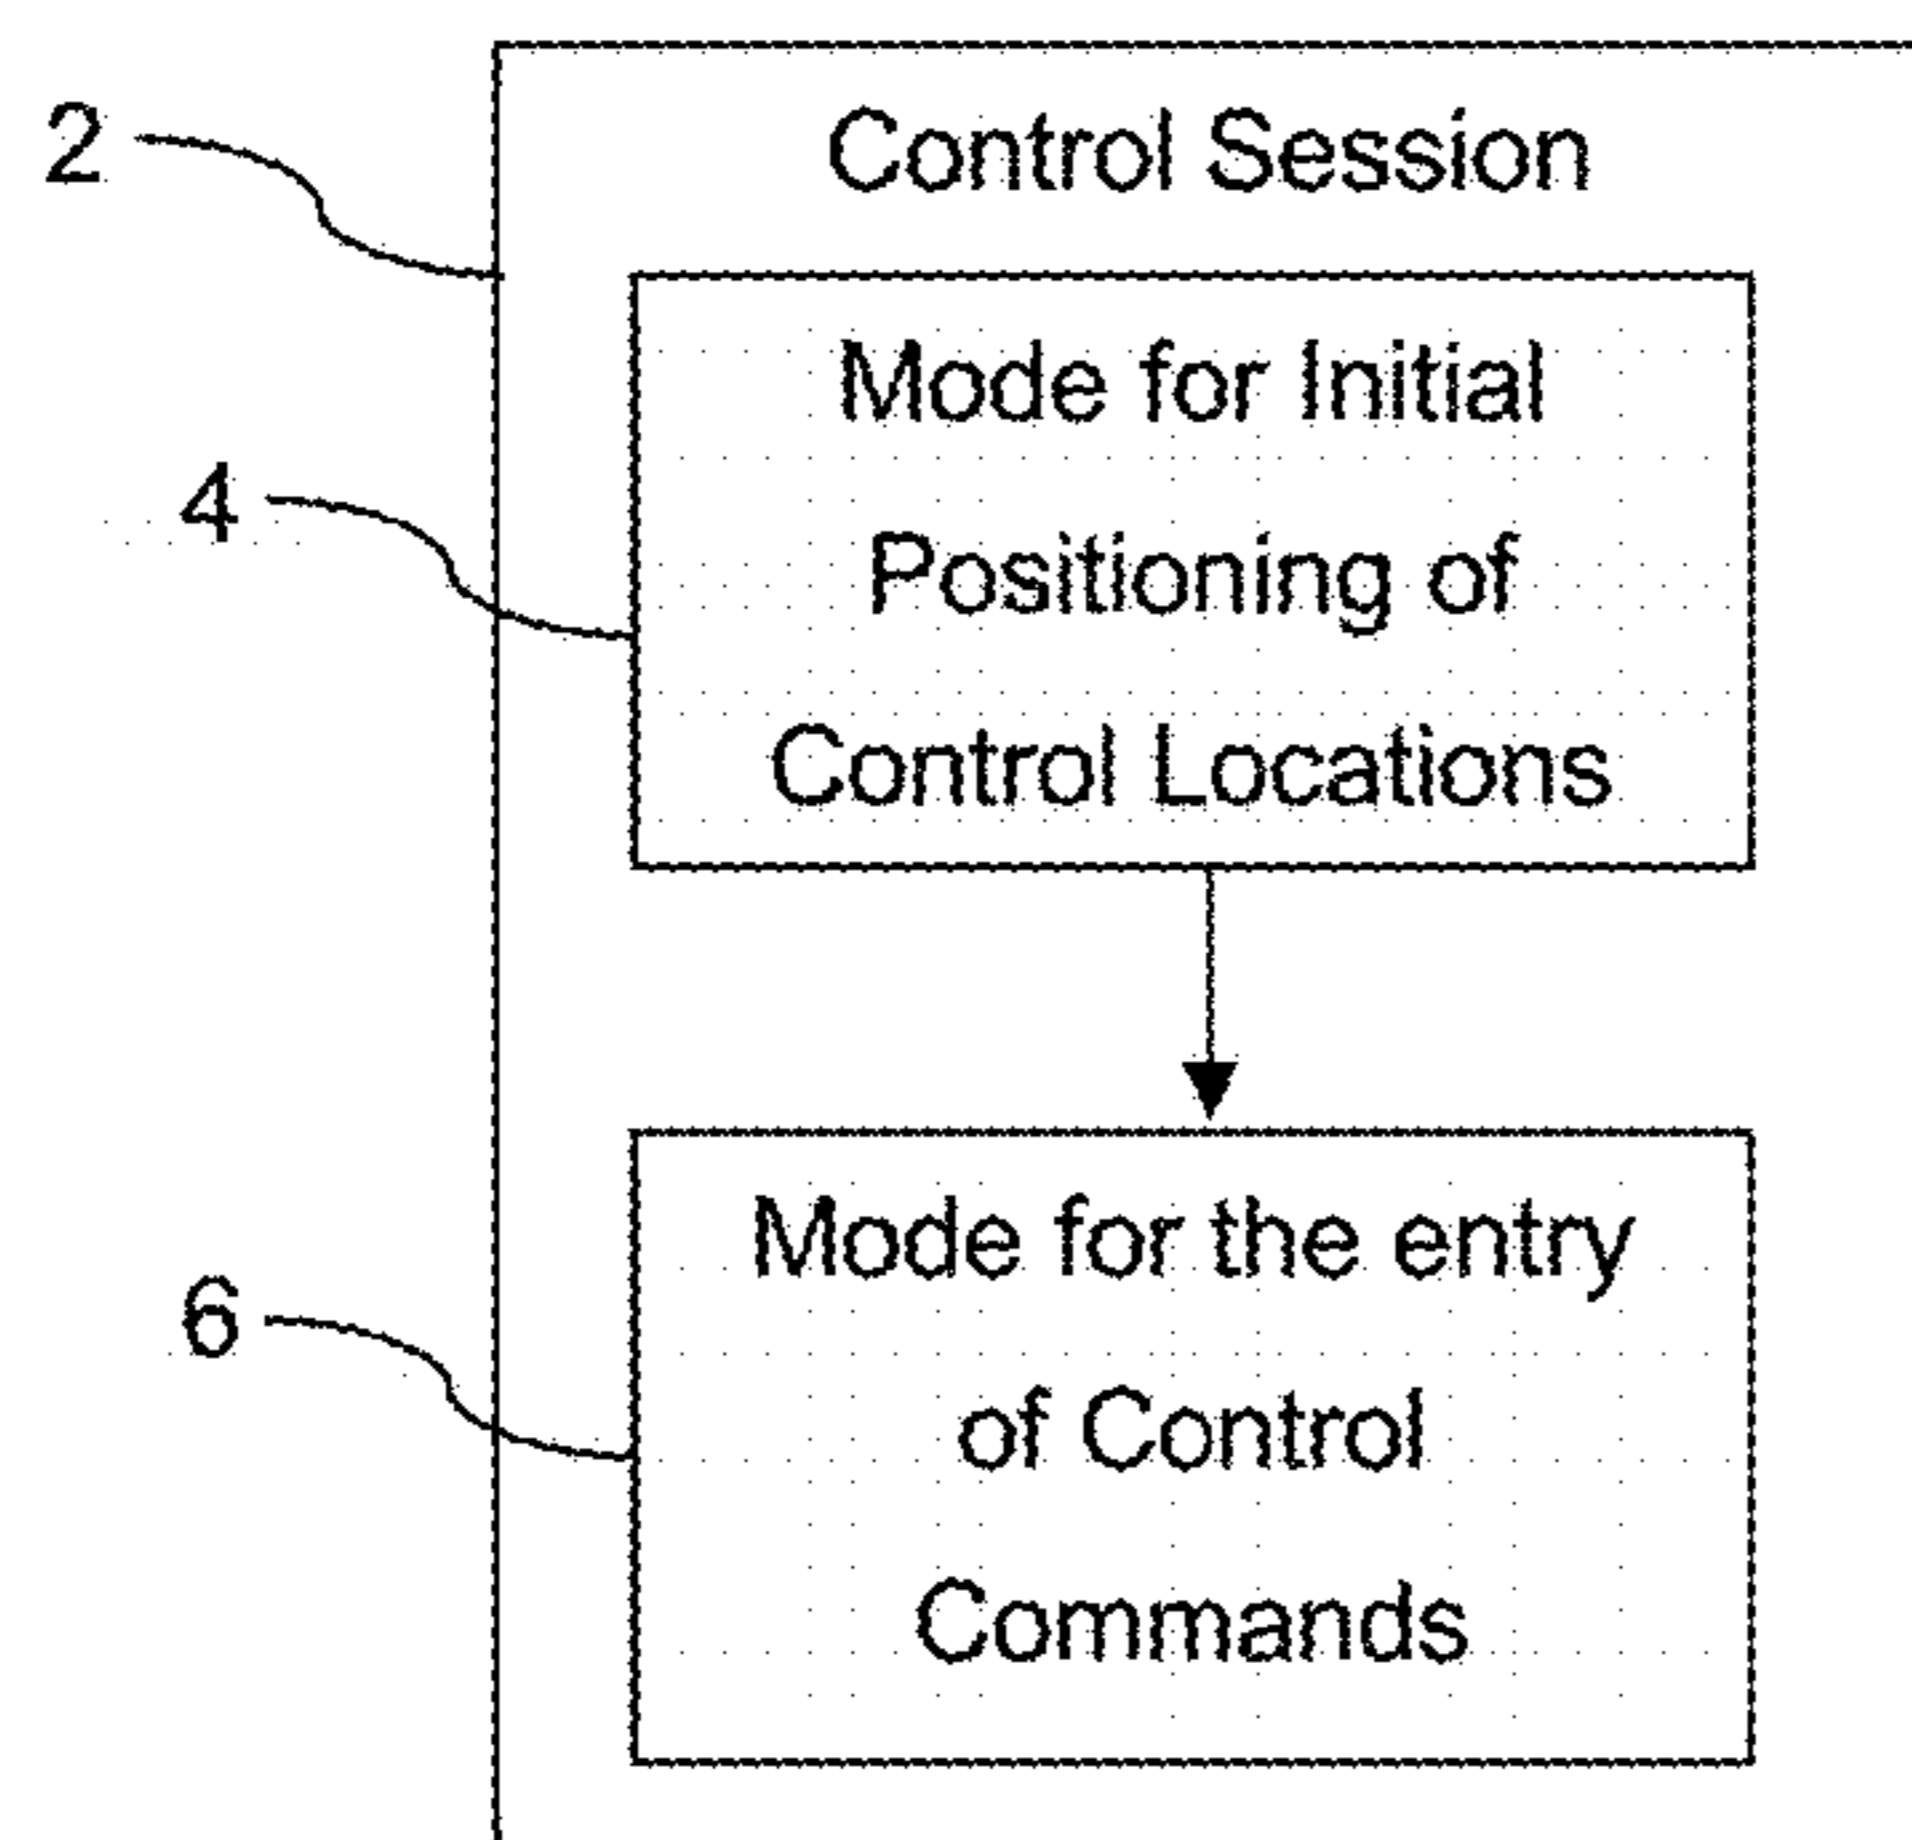 2
Control Session
Mode for Initial
4
Positioning of
Control Locations
Mode for the entry
6
of Control
Commands